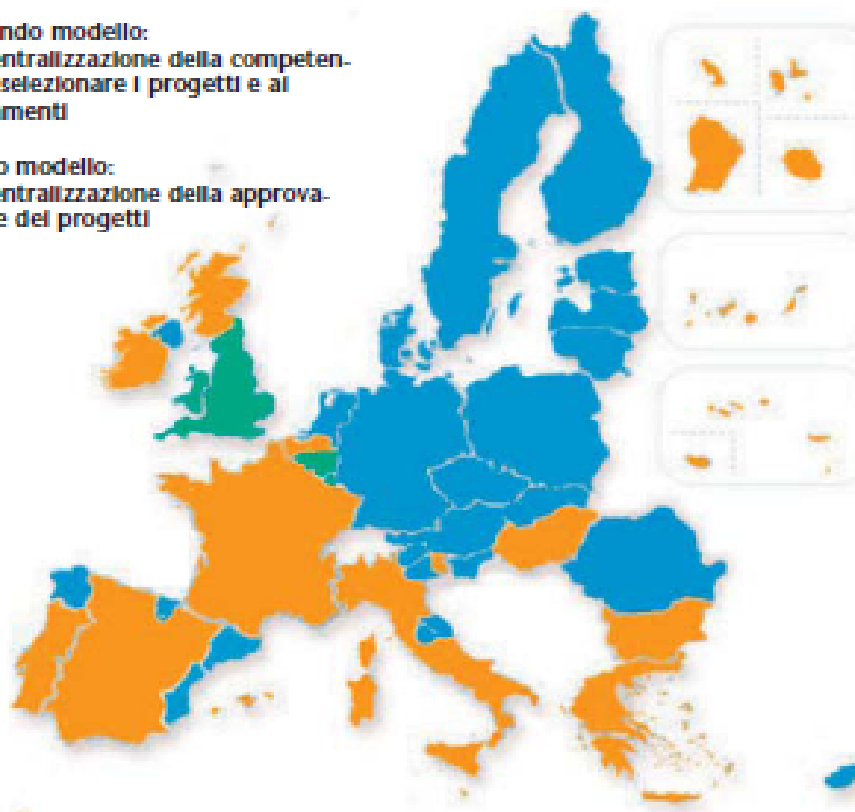 ndo modello:
entralizzazione della competen-
selezionare i progetti e ai
amenti
o modello:
entralizzazione della approva-
e dei progetti